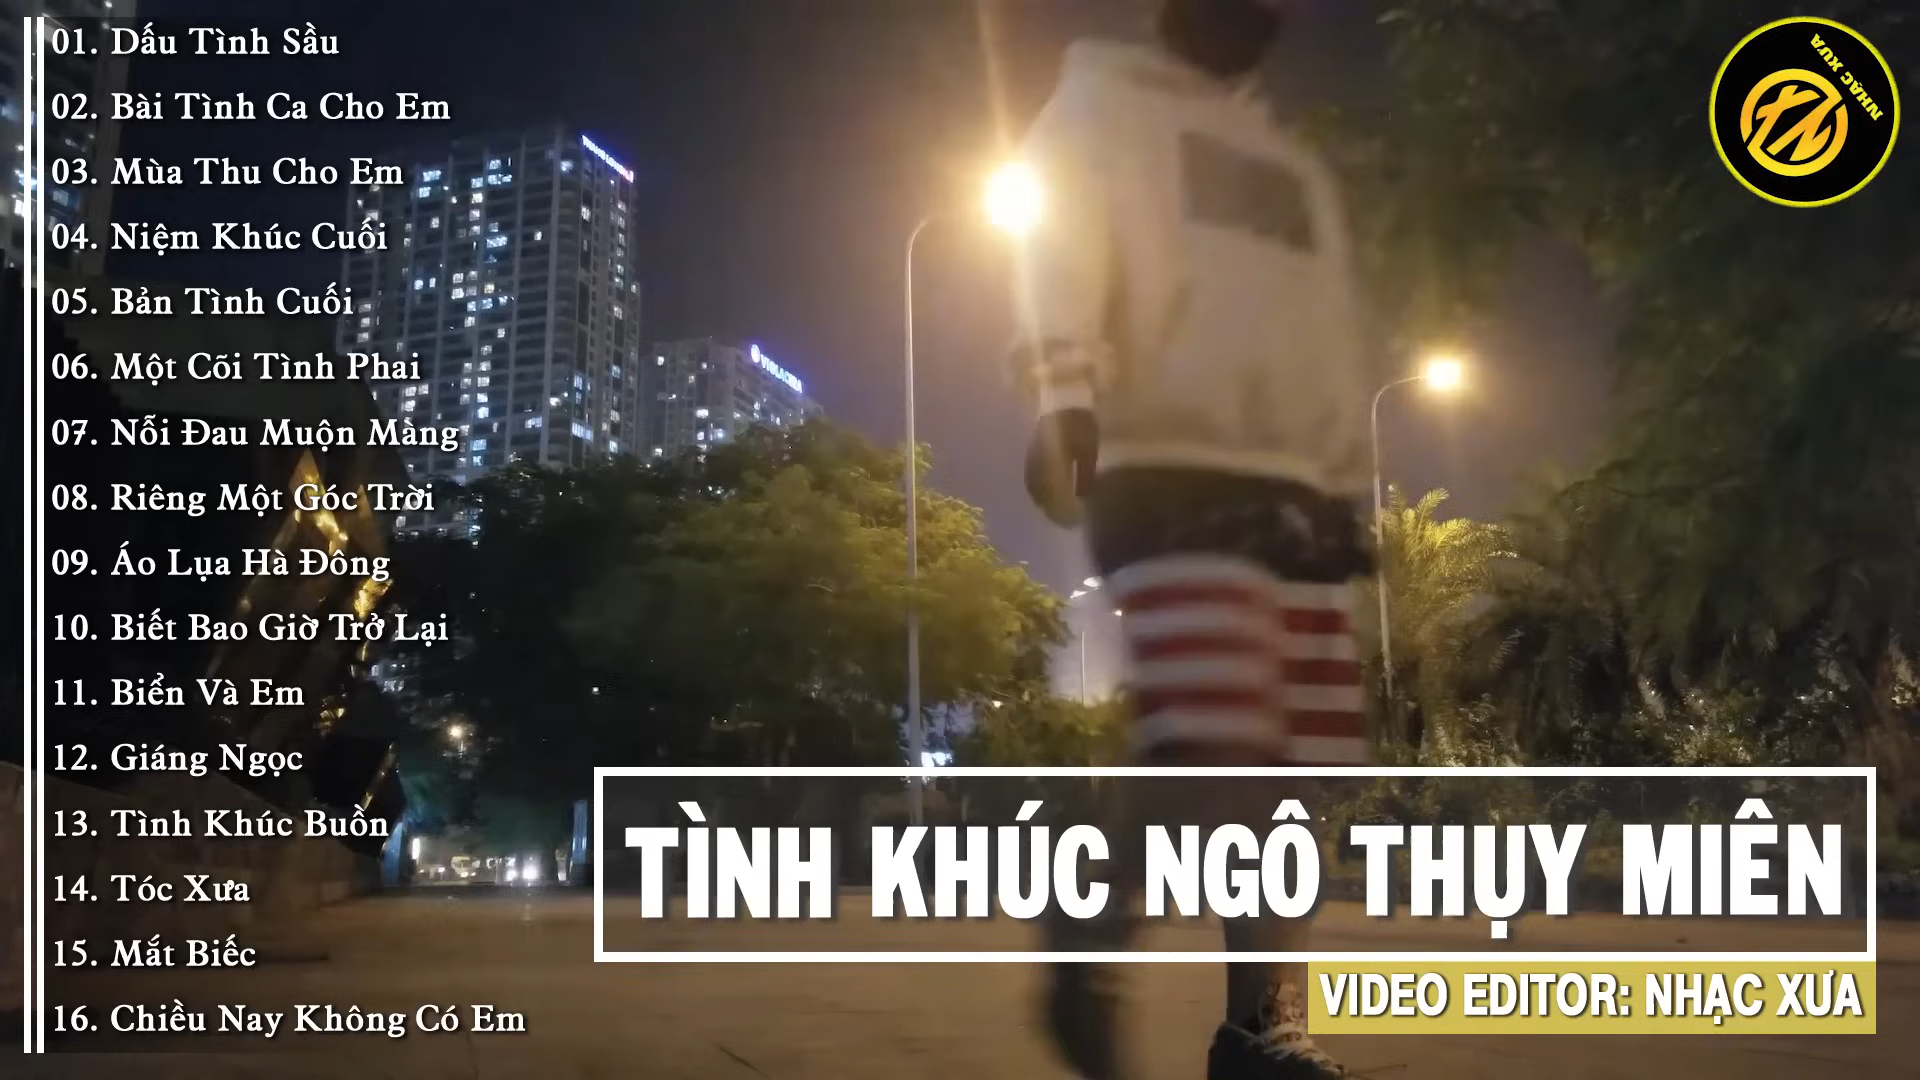 01. Dấu Tình Sầu
02. Bài Tình Ca Cho Em
03. Mùa Thu Cho Em
04. Niệm Khúc Cuối
05. Bản Tình Cuối
06. Một Cõi Tình Phai
07. Nỗi Đau Muộn Màng
08. Riêng Một Góc Trời
09. Áo Lụa Hà Đông
10. Biết Bao Giờ Trở Lại
11. Biển Và Em
12. Giáng Ngọc
13. Tình Khúc Buồn
14. Tóc Xưa
15. Mắt Biếc
16. Chiều Nay Không Có Em
NHẠC XƯA
TÌNH KHÚC NGÔ THỤY MIÊN
VIDEO EDITOR: NHẠC XƯA